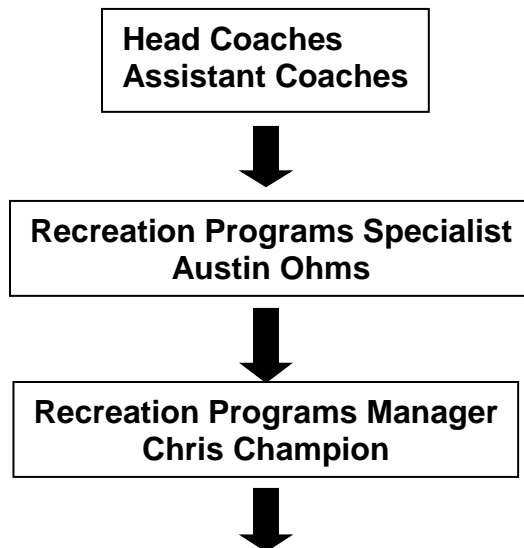 Head Coaches
Assistant Coaches
Recreation Programs Specialist
Austin Ohms
Recreation Programs Manager
Chris Champion